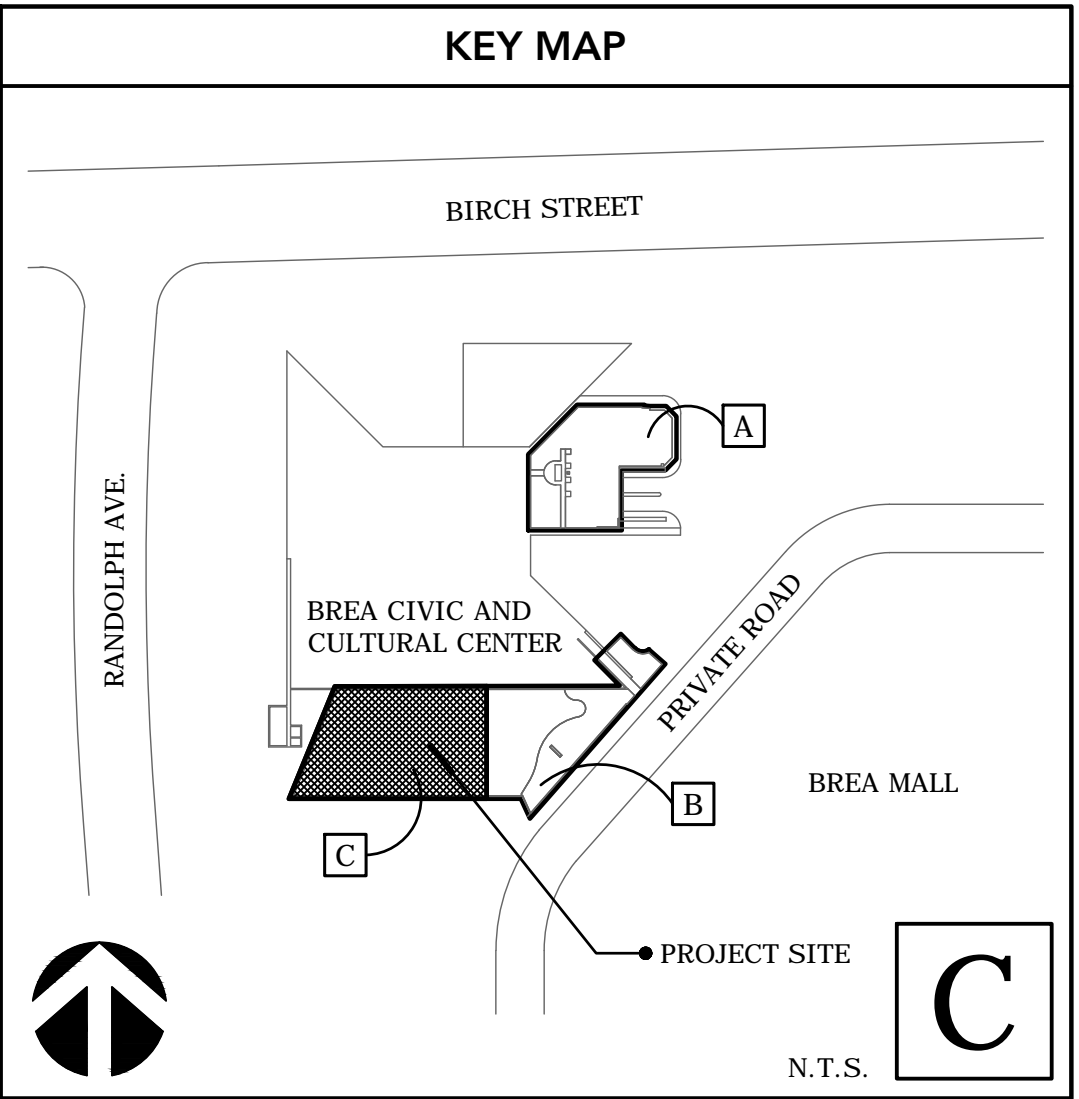 KEY MAP
BIRCH STREET
A
RANDOLPH AVE.
BREA CIVIC AND
CULTURAL CENTER
PRIVATE ROAD
BREA MALL
B
C
PROJECT SITE
C
N.T.S.